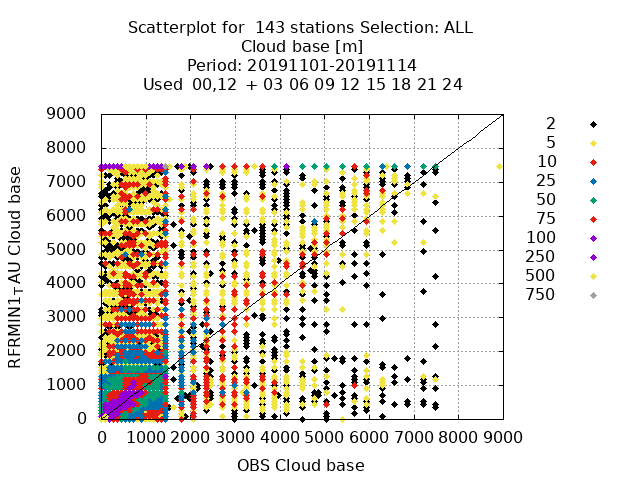 Scatterplot for  143 stations Selection: ALL
Cloud base [m]
Period: 20191101-20191114
Used  00,12  + 03 06 09 12 15 18 21 24
RFRMIN1_T AU Cloud base
9000
8000
7000
6000
5000
4000
3000
2000
1000
0
0 1000 2000 3000 4000 5000 6000 7000 8000 9000
OBS Cloud base
2
5
10
25
50
75
100
250
500
750